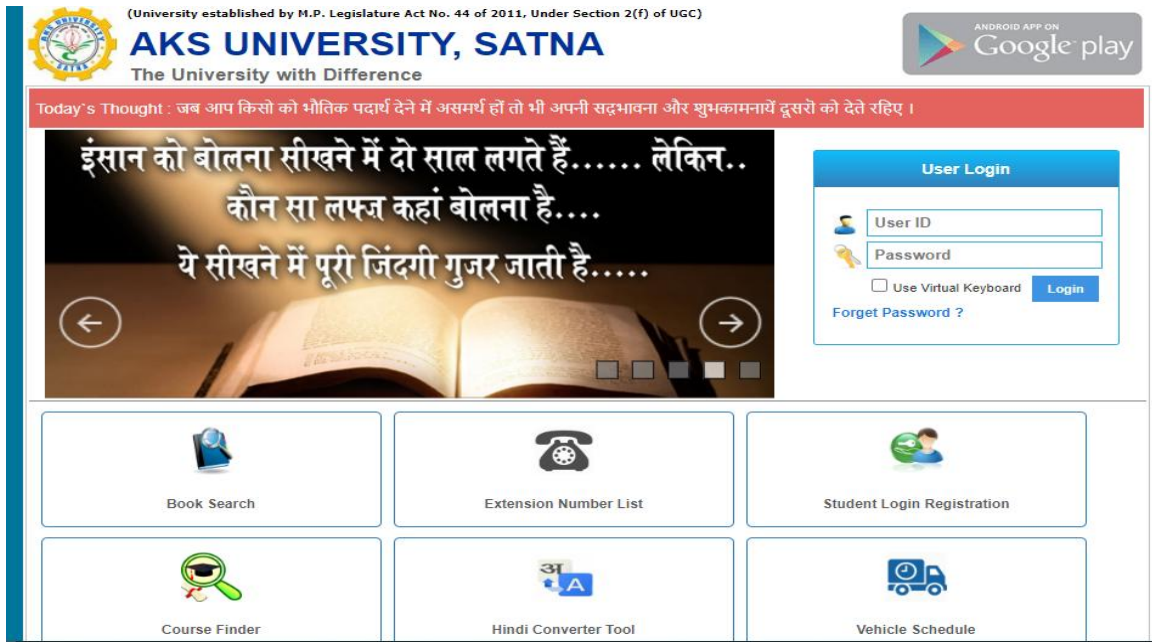 (University established by M.P. Legislature Act No. 44 of 2011, Under Section 2(f) of UGC)
AKS UNIVERSITY, SATNA
The University with Difference
ANDROID APP ON
Google play
Today`s Thought : जब आप किसी को भौतिक पदार्थ देने में असमर्थ हों तो भी अपनी सद्भावना और शुभकामनायें दूसरों को देते रहिए ।
इंसान को बोलना सीखने में दो साल लगते हैं...... लेकिन..
कौन सा लफ्ज़ कहां बोलना है....
ये सीखने में पूरी जिंदगी गुजर जाती है.....
User Login
User ID
Password
Use Virtual Keyboard
Login
Forget Password ?
Book Search
Extension Number List
Student Login Registration
Course Finder
अ
A
Hindi Converter Tool
Vehicle Schedule